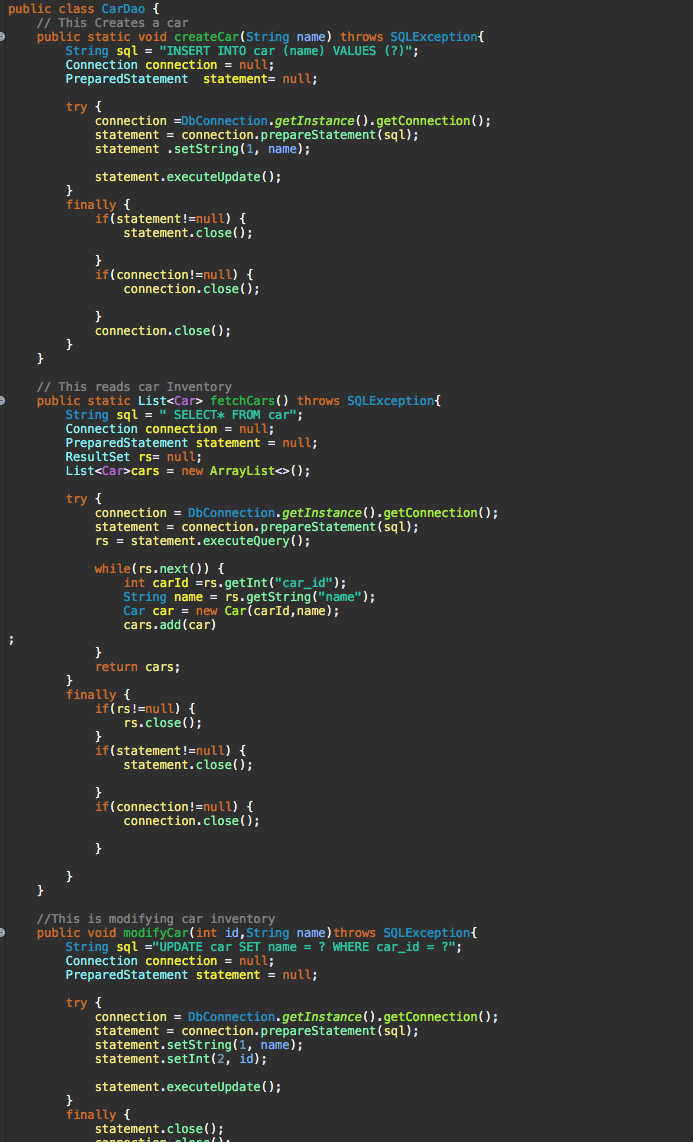 public class CarDao {
// This Creates a car
public static void createCar(String name) throws SQLException{
String sql = "INSERT INTO car (name) VALUES (?)";
Connection connection = null;
PreparedStatement  statement= null;
try {
connection =DbConnection.getInstance().getConnection();
statement = connection.prepareStatement(sql);
statement .setString(1, name);
statement.executeUpdate();
}
finally {
if(statement!=null) {
statement.close();
}
if(connection!=null) {
connection.close();
}
connection.close();
}
}
// This reads car Inventory
public static List<Car> fetchCars() throws SQLException{
String sql = " SELECT* FROM car";
Connection connection = null;
PreparedStatement statement = null;
ResultSet rs= null;
List<Car>cars = new ArrayList<>();
try {
connection = DbConnection.getInstance().getConnection();
statement = connection.prepareStatement(sql);
rs = statement.executeQuery();
while(rs.next()) {
int carId =rs.getInt("car_id");
String name = rs.getString("name");
Car car = new Car(carId,name);
cars.add(car)
;
}
return cars;
}
finally {
if(rs!=null) {
rs.close();
}
if(statement!=null) {
statement.close();
}
if(connection!=null) {
connection.close();
}
}
}
//This is modifying car inventory
public void modifyCar(int id,String name)throws SQLException{
String sql ="UPDATE car SET name = ? WHERE car_id = ?";
Connection connection = null;
PreparedStatement statement = null;
try {
connection = DbConnection.getInstance().getConnection();
statement = connection.prepareStatement(sql);
statement.setString(1, name);
statement.setInt(2, id);
statement.executeUpdate();
}
finally {
statement.close();
connection.close();